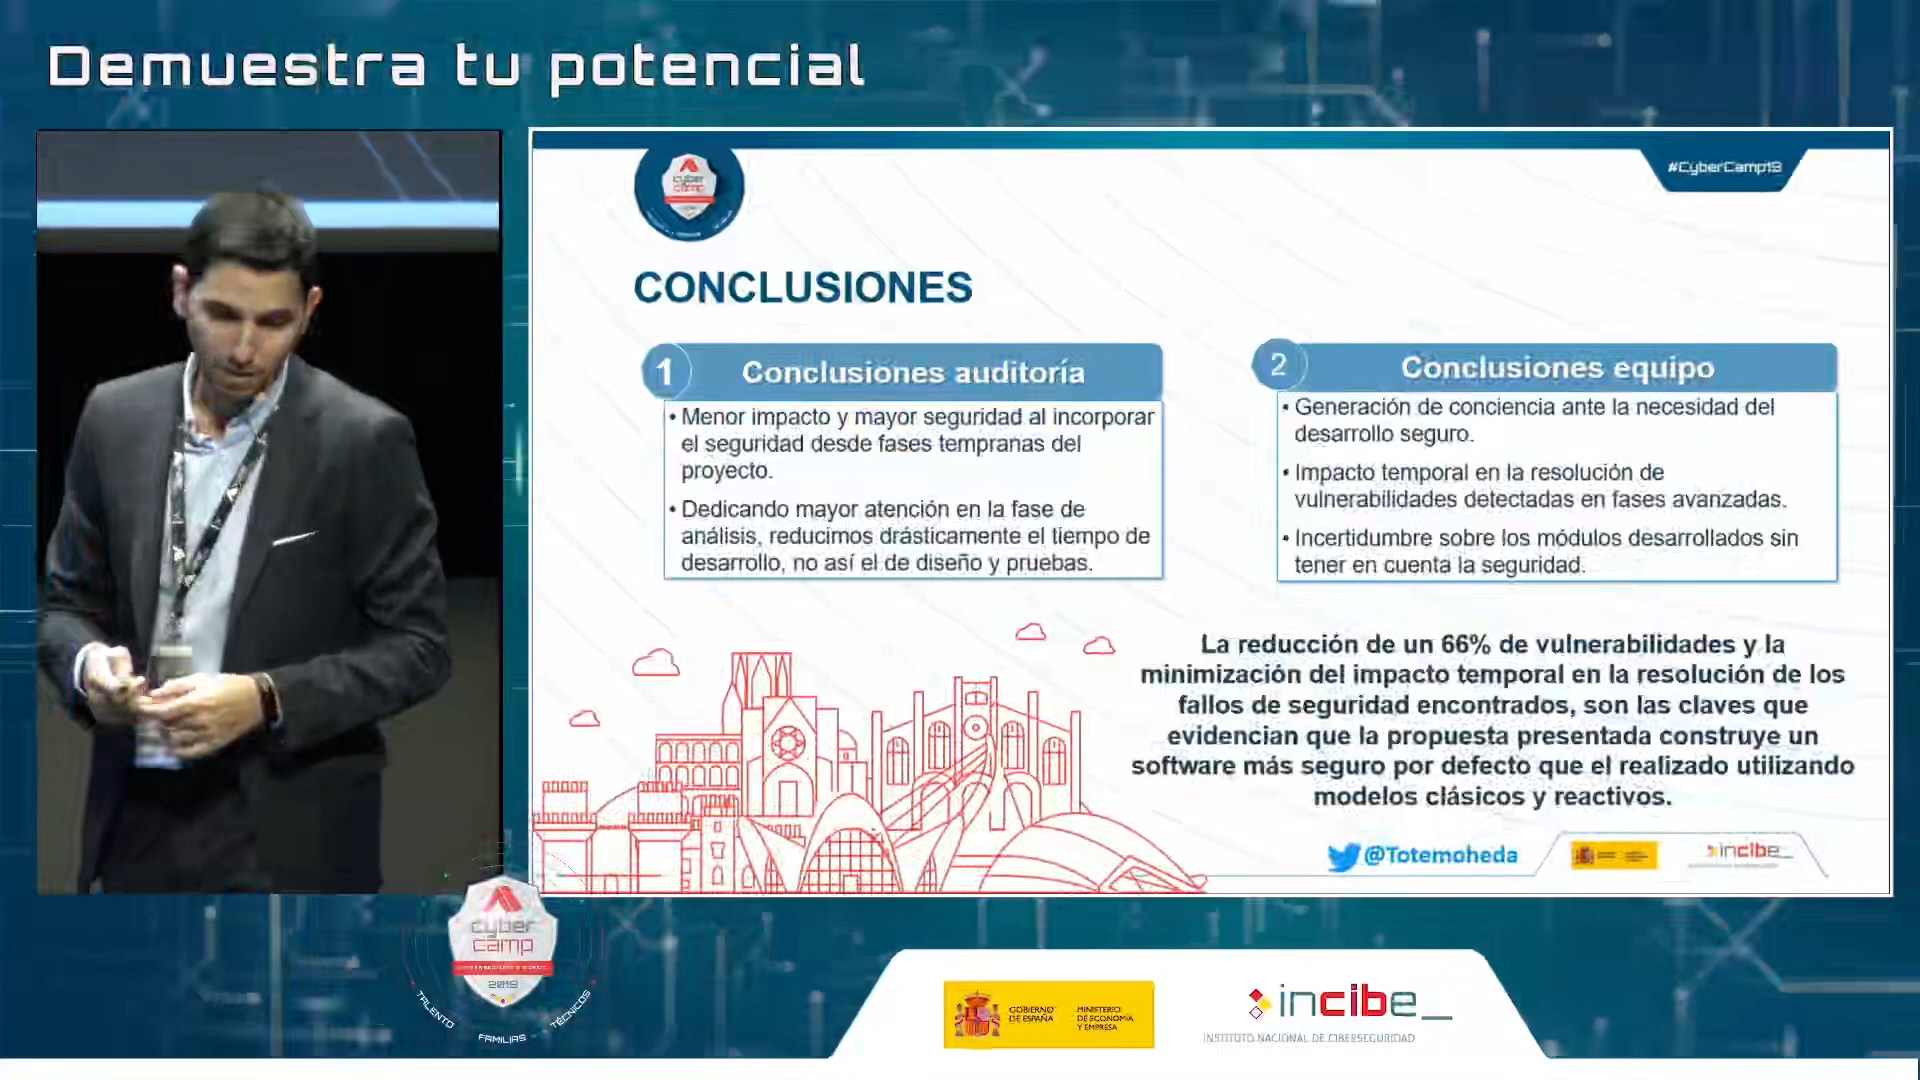 Demuestra tu potencial
#CyberCamp19
cyber
camp
CONCLUSIONES
1
Conclusiones auditoría
• Menor impacto y mayor seguridad al incorporar
el seguridad desde fases tempranas del
proyecto.
• Dedicando mayor atención en la fase de
análisis, reducimos drásticamente el tiempo de
desarrollo, no así el de diseño y pruebas.
2
Conclusiones equipo
• Generación de conciencia ante la necesidad del
desarrollo seguro.
• Impacto temporal en la resolución de
vulnerabilidades detectadas en fases avanzadas.
• Incertidumbre sobre los módulos desarrollados sin
tener en cuenta la seguridad.
La reducción de un 66% de vulnerabilidades y la
minimización del impacto temporal en la resolución de los
fallos de seguridad encontrados, son las claves que
evidencian que la propuesta presentada construye un
software más seguro por defecto que el realizado utilizando
modelos clásicos y reactivos.
@Totemoheda
incibe_
cyber
camp
2019
TALENTO
FAMILIAS
TÉCNICOS
GOBIERNO
DE ESPAÑA
MINISTERIO
DE ECONOMÍA
Y EMPRESA
incibe_
INSTITUTO NACIONAL DE CIBERSEGURIDAD